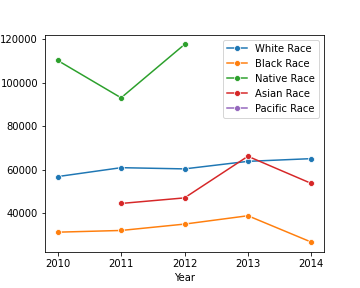 120000
100000
80000
60000
40000
2010 2011 2012 2013 2014
Year
White Race
Black Race
Native Race
Asian Race
Pacific Race